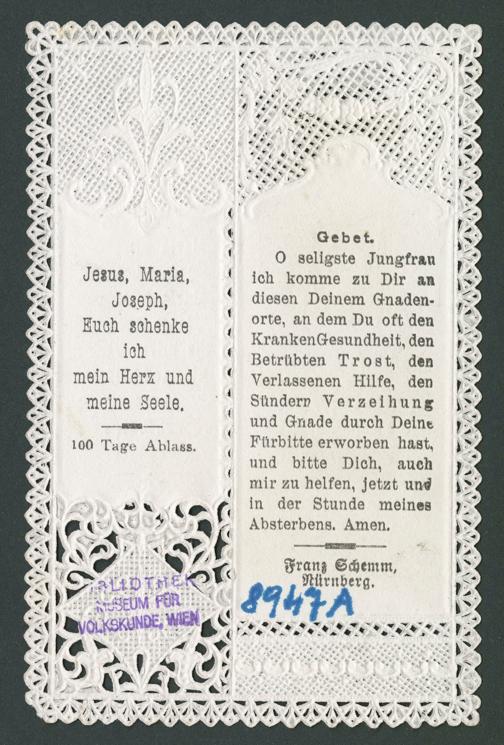 Jesus, Maria,
Joseph,
Euch schenke
ich
mein Herz und
meine Seele.
100 Tage Ablass.
BIBLIOTHEK
MUSEUM FÜR
VOLKSKUNDE, WIEN
Gebet.
O seligste Jungfrau
ich komme zu Dir an
diesen Deinem Gnaden-
orte, an dem Du oft den
Kranken Gesundheit, den
Betrübten Trost, den
Verlassenen Hilfe, den
Sündern Verzeihung
und Gnade durch Deine
Fürbitte erworben hast,
und bitte Dich, auch
mir zu helfen, jetzt und
in der Stunde meines
Absterbens. Amen.
Franz Schemm,
Nürnberg.
8947A